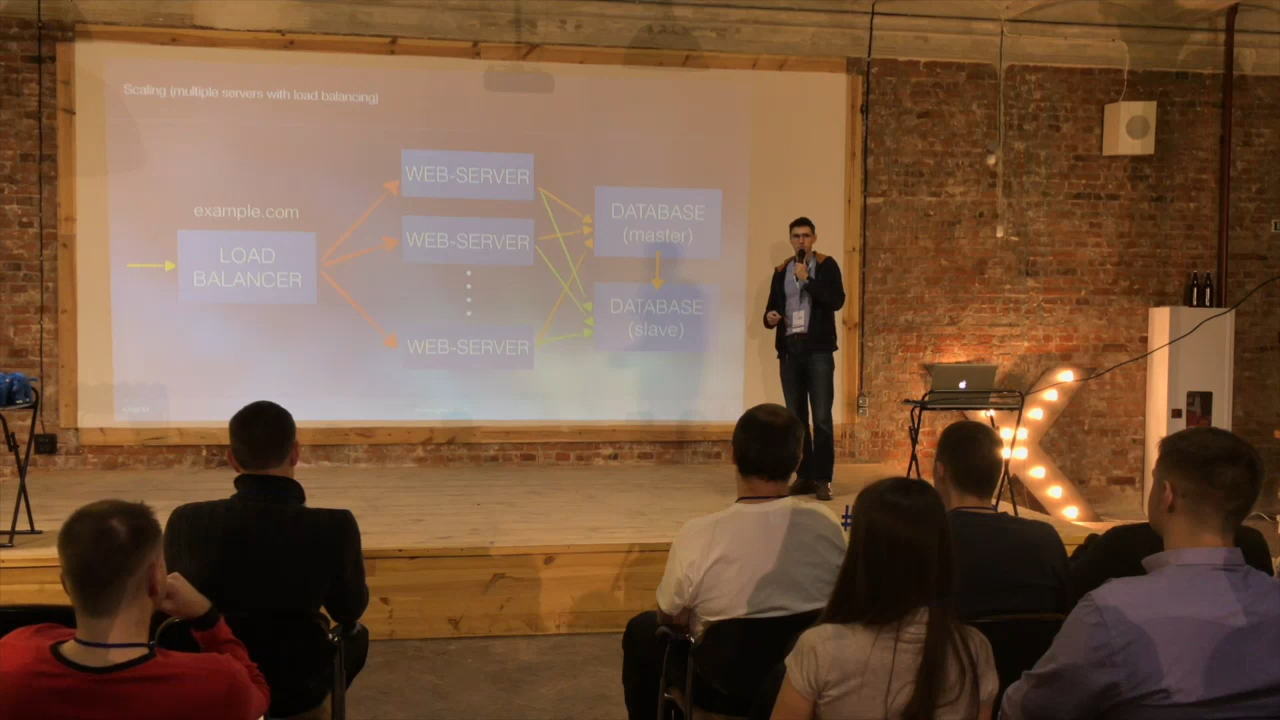 Scaling (multiple servers with load balancing)
example.com
LOAD
BALANCER
WEB-SERVER
WEB-SERVER
WEB-SERVER
DATABASE
(master)
DATABASE
(slave)